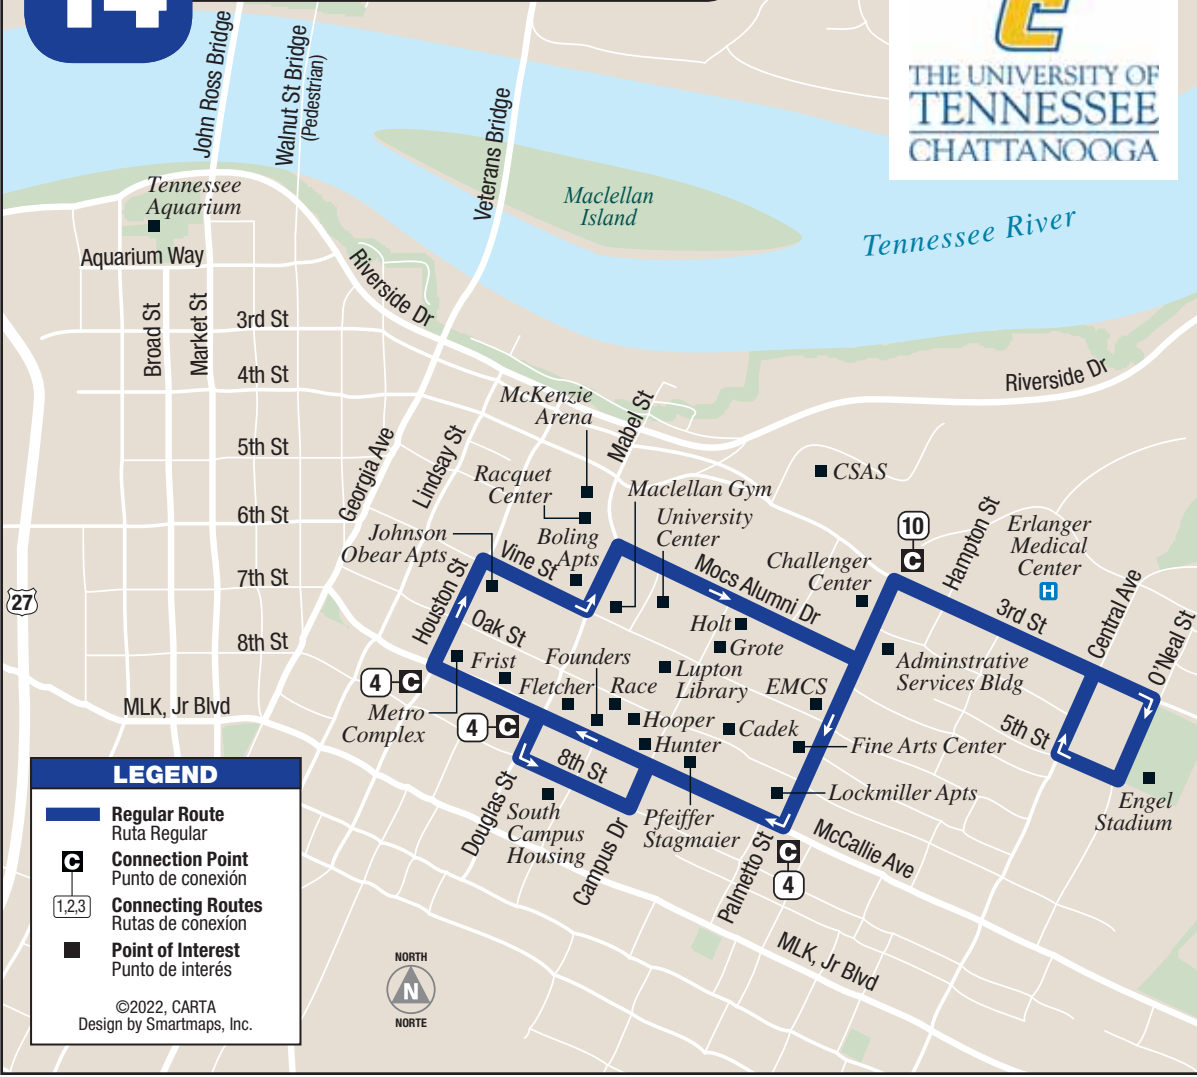 14
John Ross Bridge
Walnut St Bridge
(Pedestrian)
Veterans Bridge
THE UNIVERSITY OF
TENNESSEE
CHATTANOOGA
Tennessee
Aquarium
Maclellan
Island
Tennessee River
Aquarium Way
Riverside Dr
Broad St
Market St
3rd St
4th St
5th St
6th St
7th St
8th St
MLK, Jr Blvd
27
Georgia Ave
Lindsay St
Mabel St
Riverside Dr
McKenzie
Arena
Racquet
Center
Maclellan Gym
University
Center
CSAS
Johnson
Obear Apts
Boling
Apts
Vine St
Houston St
Oak St
Mocs Alumni Dr
Challenger
Center
10
C
Hampton St
Erlanger
Medical
Center
H
3rd St
Central Ave
O'Neal St
5th St
Holt
Grote
Lupton
Library
Adminstrative
Services Bldg
Founders
Frist
Fletcher
Race
EMCS
4
C
Metro
Complex
4
C
Hooper
Hunter
Cadek
Fine Arts Center
8th St
Lockmiller Apts
Engel
Stadium
Douglas St
South
Campus
Housing
Campus Dr
Pfeiffer
Stagmaier
Palmetto St
McCallie Ave
C
4
MLK, Jr Blvd
LEGEND
Regular Route
Ruta Regular
C
Connection Point
Punto de conexión
1,2,3
Connecting Routes
Rutas de conexíon
Point of Interest
Punto de interés
©2022, CARTA
Design by Smartmaps, Inc.
NORTH
N
NORTE